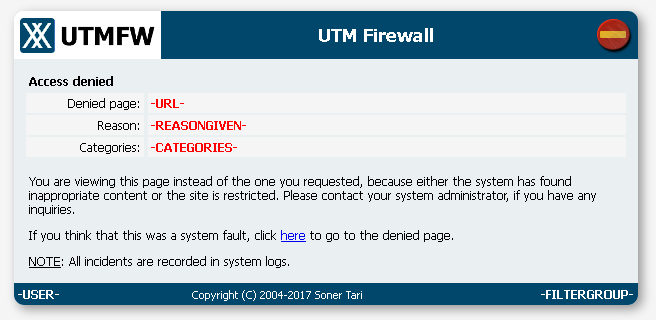 UTMFW
UTM Firewall
Access denied
Denied page: -URL-
Reason: -REASONGIVEN-
Categories: -CATEGORIES-
You are viewing this page instead of the one you requested, because either the system has found
inappropriate content or the site is restricted. Please contact your system administrator, if you have any
inquiries.
If you think that this was a system fault, click here to go to the denied page.
NOTE: All incidents are recorded in system logs.
-USER- Copyright (C) 2004-2017 Soner Tari -FILTERGROUP-